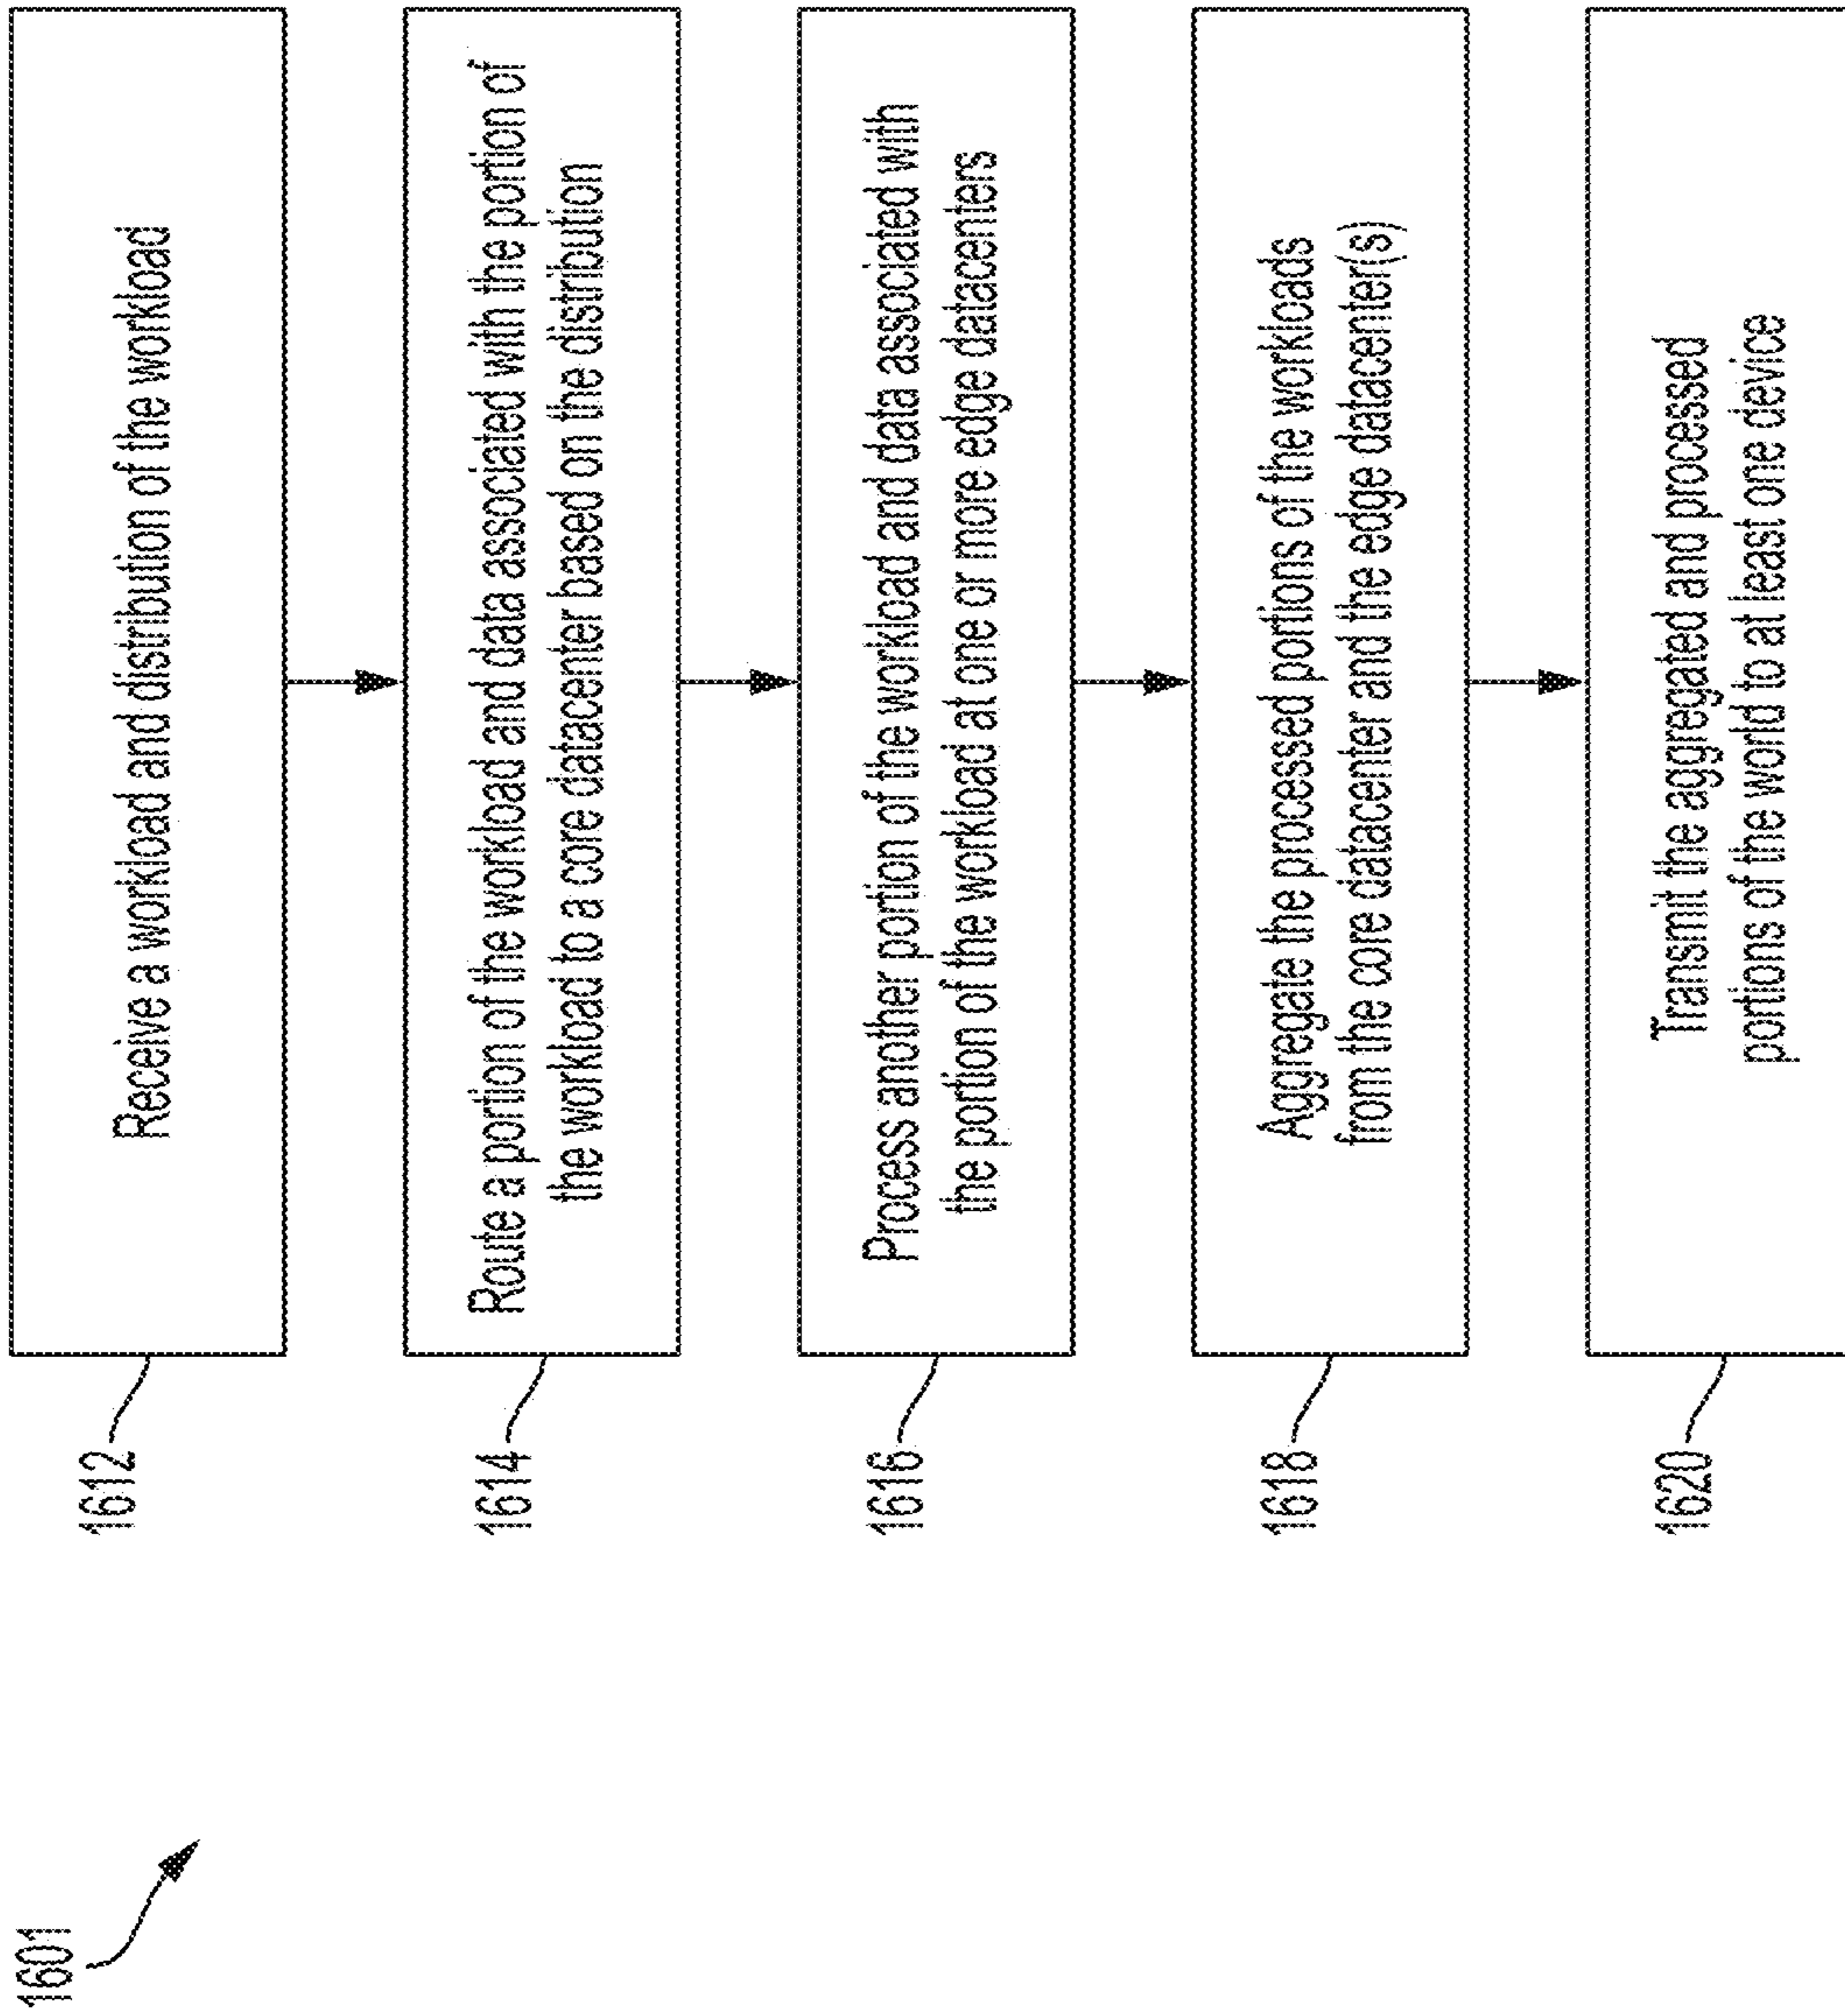 1601
1612
Receive a workload and distribution of the workload
1614
Route a portion of the workload and data associated with the portion of
the workload to a core datacenter based on the distribution
1616
Process another portion of the workload and data associated with
the portion of the workload at one or more edge datacenters
1618
Aggregate the processed portions of the workloads
from the core datacenter and the edge datacenter(s)
1620
Transmit the aggregated and processed
portions of the world to at least one device